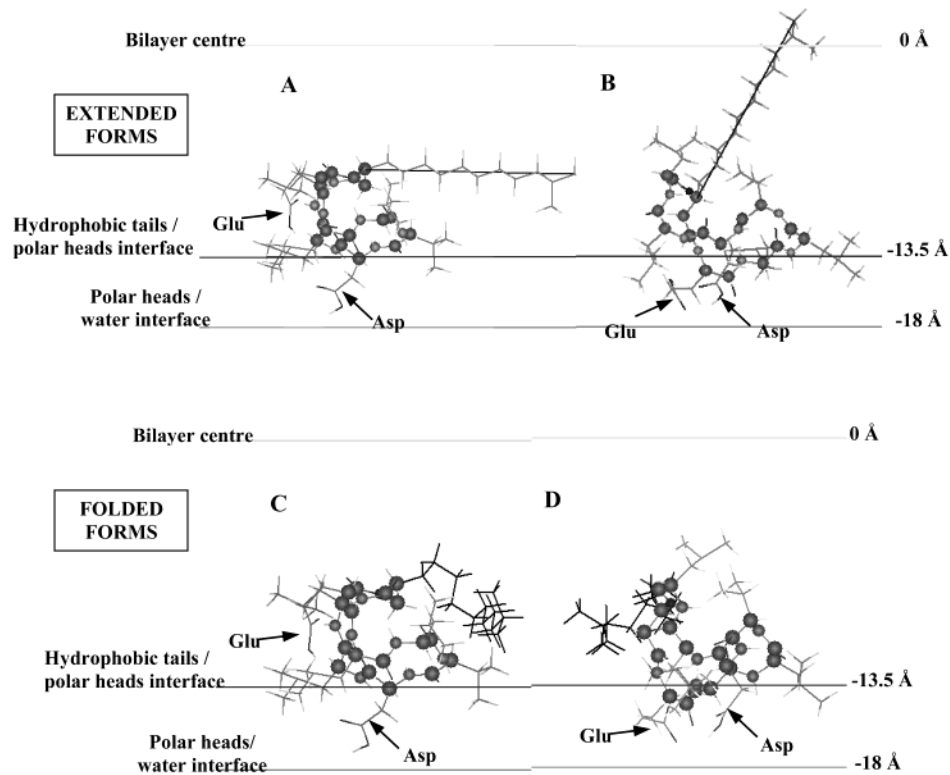 Bilayer centre
0 Å
A
B
EXTENDED
FORMS
Glu
Hydrophobic tails /
polar heads interface
-13.5 Å
Polar heads /
water interface
Asp
Glu
Asp
-18 Å
Bilayer centre
0 Å
C
D
FOLDED
FORMS
Glu
Hydrophobic tails /
polar heads interface
-13.5 Å
Glu
Asp
Polar heads/
water interface
Asp
-18 Å